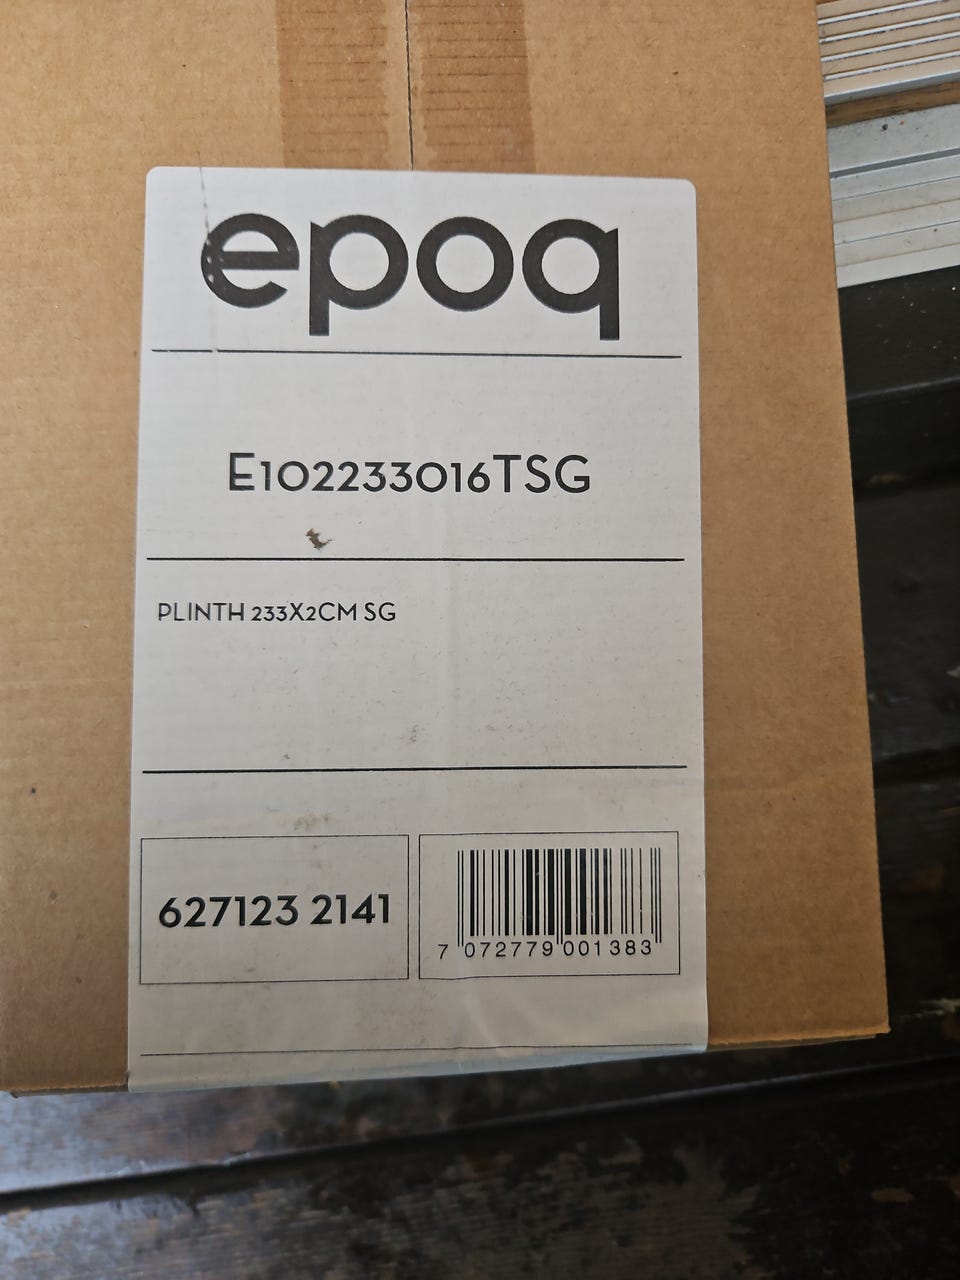 epoq
E102233016TSG
PLINTH 233X2CM SG
627123 2141
7 072779 001383